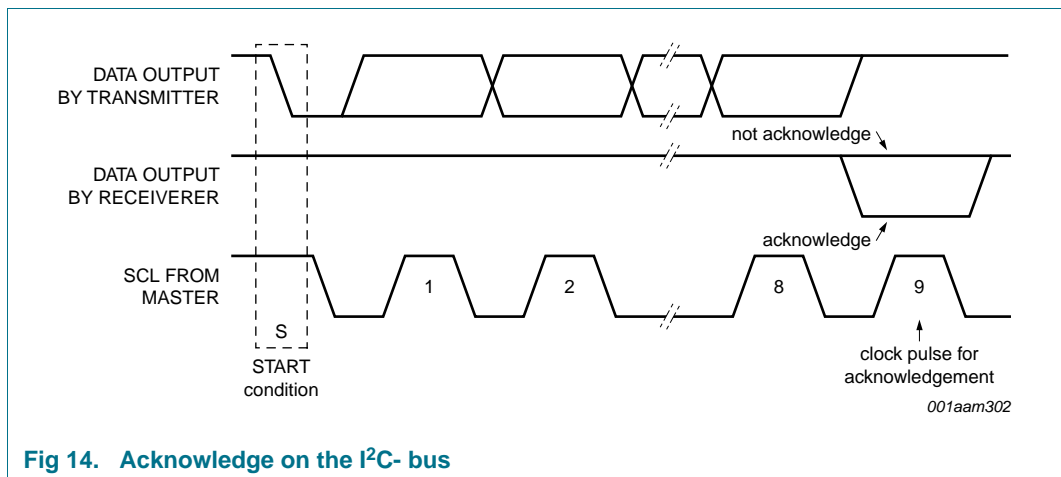 DATA OUTPUT
BY TRANSMITTER
not acknowledge
DATA OUTPUT
BY RECEIVERER
acknowledge
SCL FROM
MASTER
1
2
8
9
S
START
condition
clock pulse for
acknowledgement
001aam302
Fig 14. Acknowledge on the I²C- bus